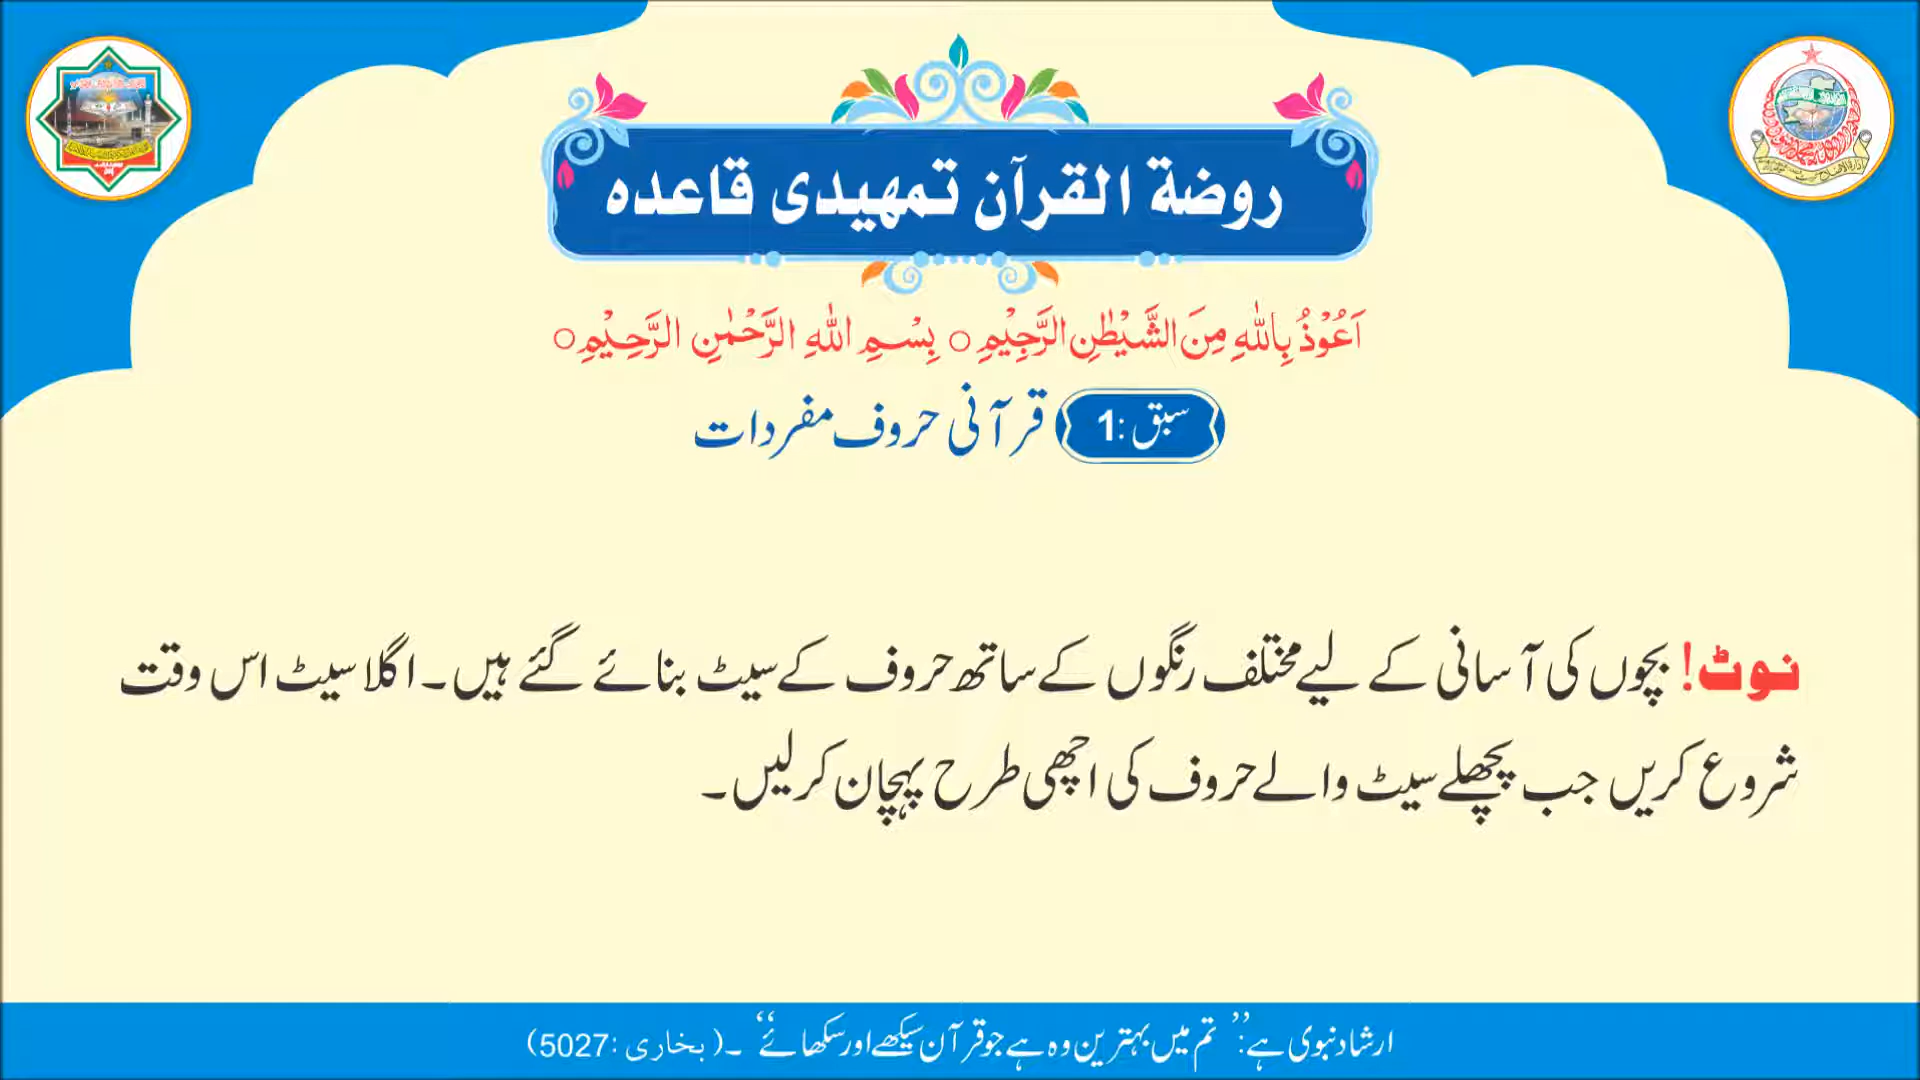 روضة القرآن تمهیدی قاعده
اَعُوْذُ بِاللّٰهِ مِنَ الشَّيْطٰنِ الرَّجِيْمِ ○ بِسْمِ اللّٰهِ الرَّحْمٰنِ الرَّحِيْمِ ○
سبق :1 قرآنی حروف مفردات
نوٹ! بچوں کی آسانی کے لیے مختلف رنگوں کے ساتھ حروف کے سیٹ بنائے گئے ہیں۔ اگلا سیٹ اس وقت
شروع کریں جب پچھلے سیٹ والے حروف کی اچھی طرح پہچان کرلیں۔
ارشاد نبوی ہے: ’’تم میں بہترین وہ ہے جو قرآن سیکھے اور سکھائے‘‘۔ (بخاری :5027)